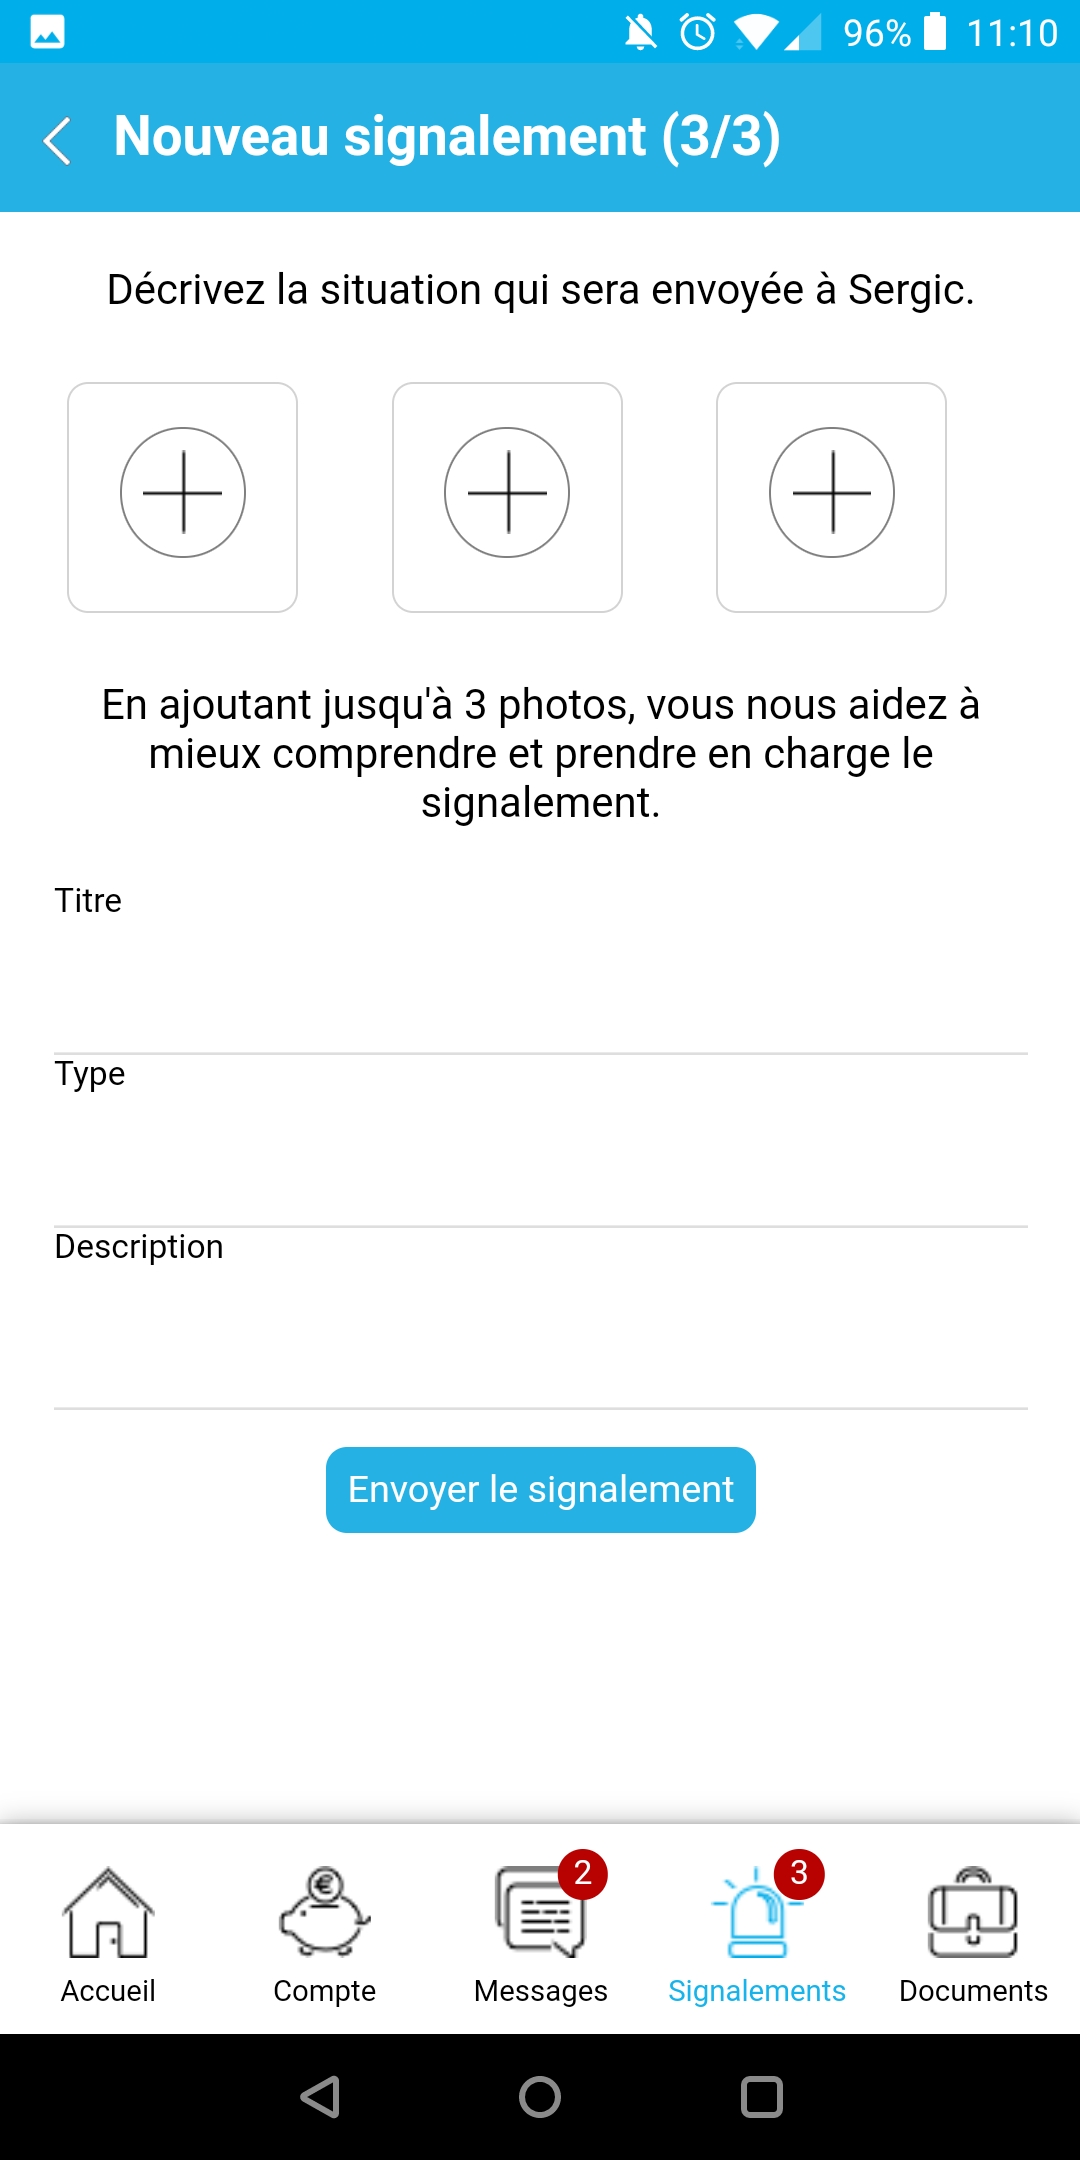 96% 11:10
Nouveau signalement (3/3)
Décrivez la situation qui sera envoyée à Sergic.
En ajoutant jusqu'à 3 photos, vous nous aidez à
mieux comprendre et prendre en charge le
signalement.
Titre
Type
Description
Envoyer le signalement
2
3
€
Accueil
Compte
Messages
Signalements
Documents